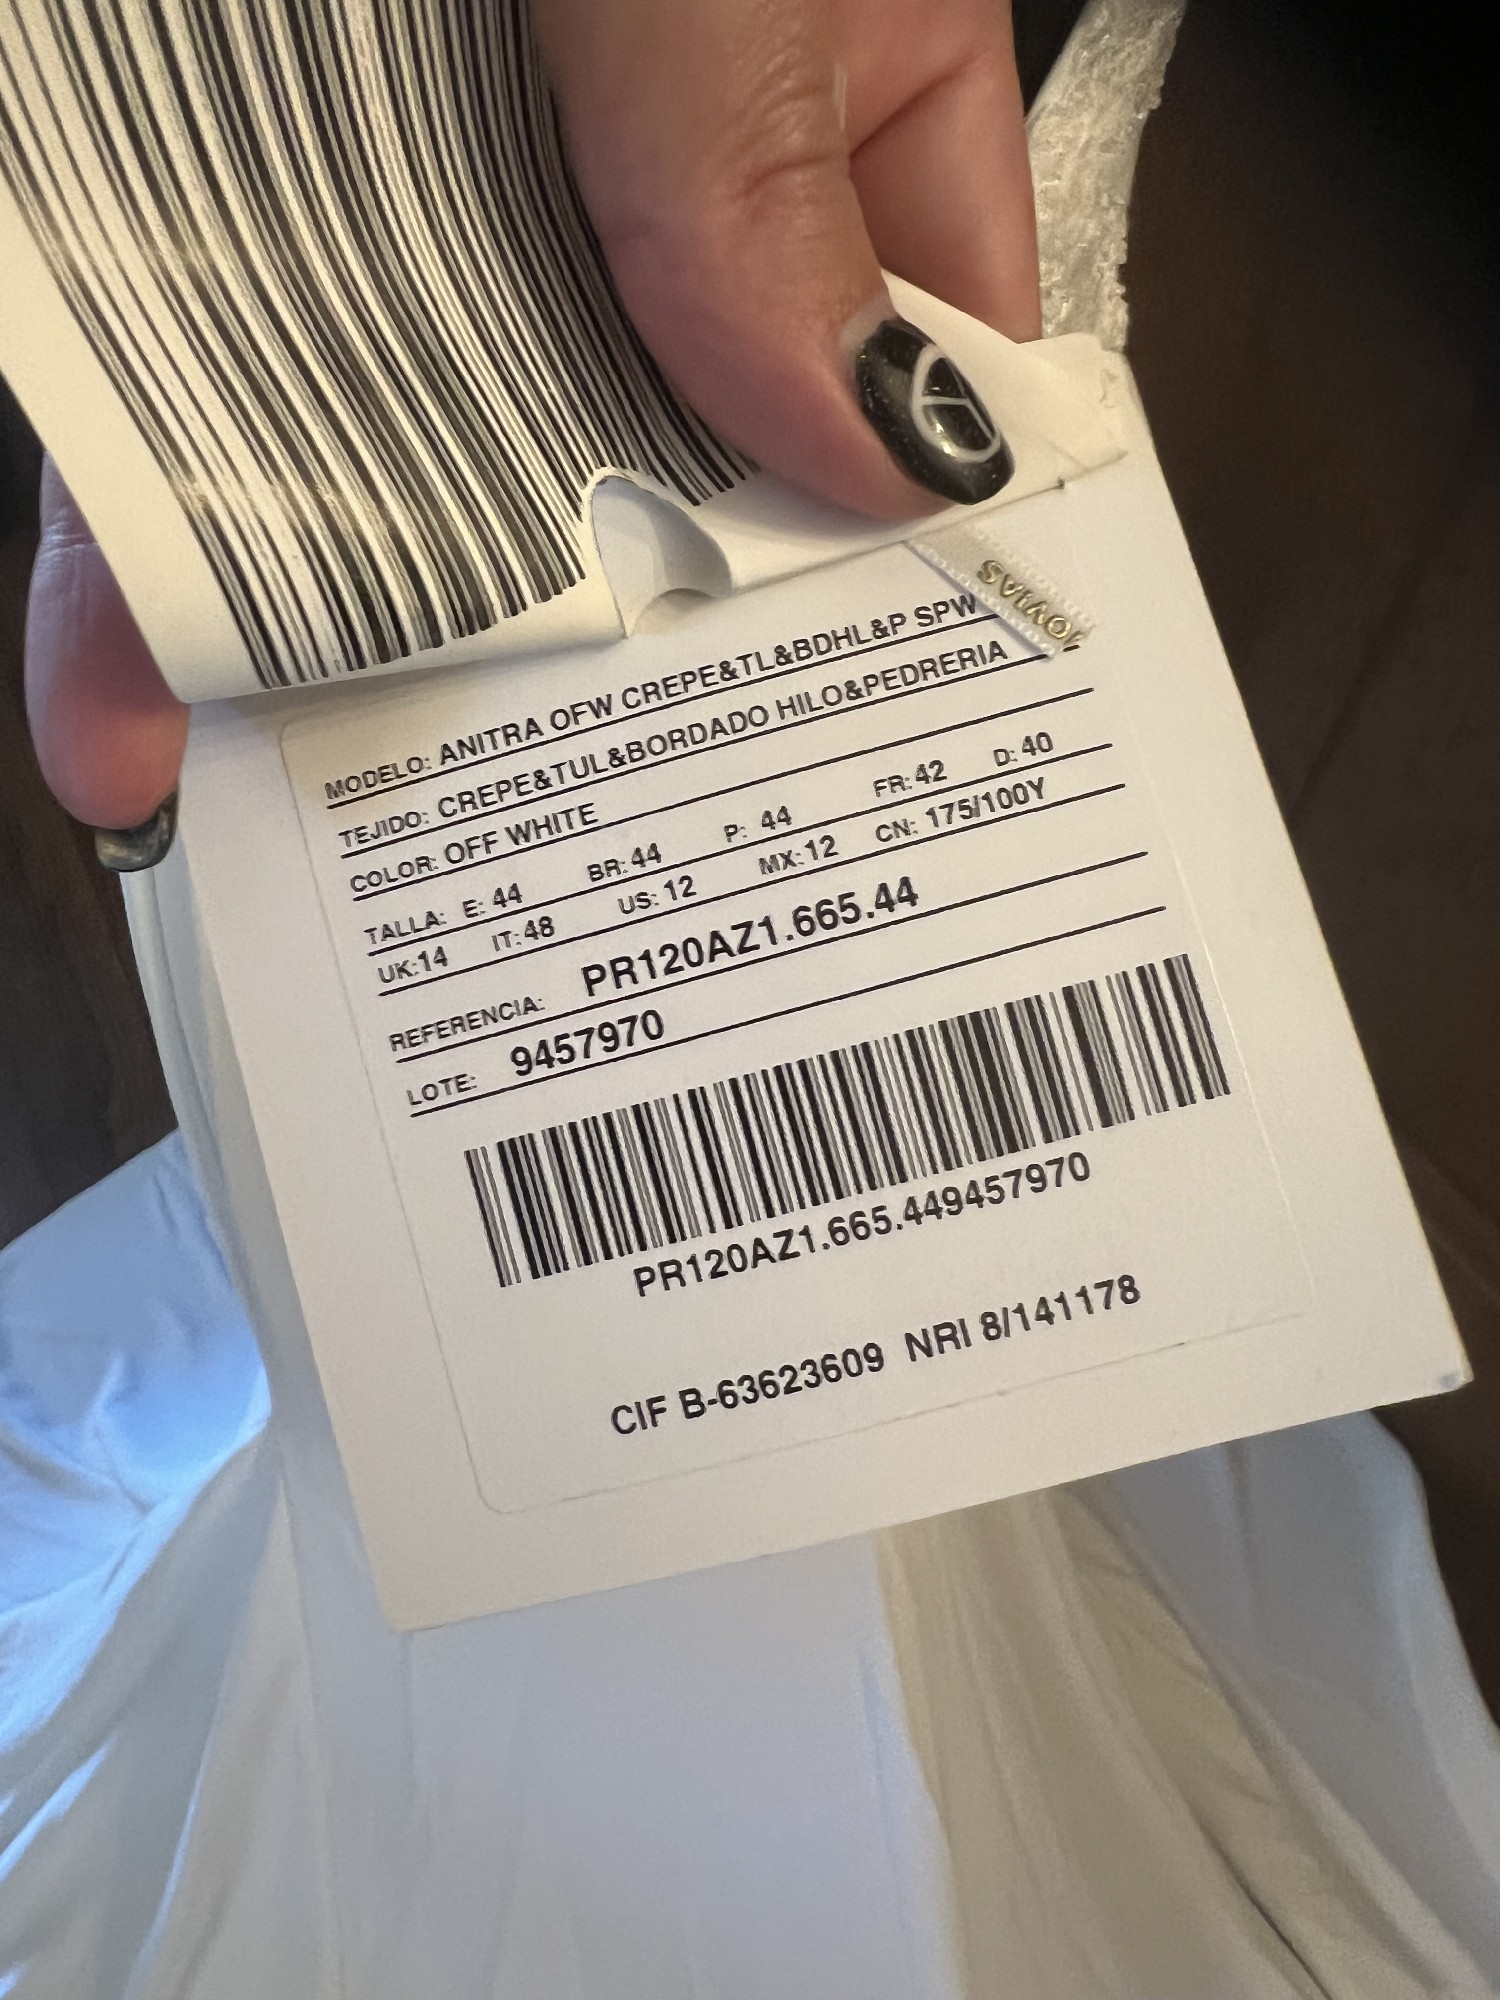 NOVIAS
MODELO: ANITRA OFW CREPE&TL&BDHL&P SPW
TEJIDO: CREPE&TUL&BORDADO HILO&PEDRERIA
COLOR: OFF WHITE
TALLA: E: 44 BR: 44 P: 44 FR: 42 D: 40
UK:14 IT:48 US: 12 MX:12 CN: 175/100Y
REFERENCIA: PR120AZ1.665.44
LOTE: 9457970
PR120AZ1.665.449457970
CIF B-63623609 NRI 8/141178